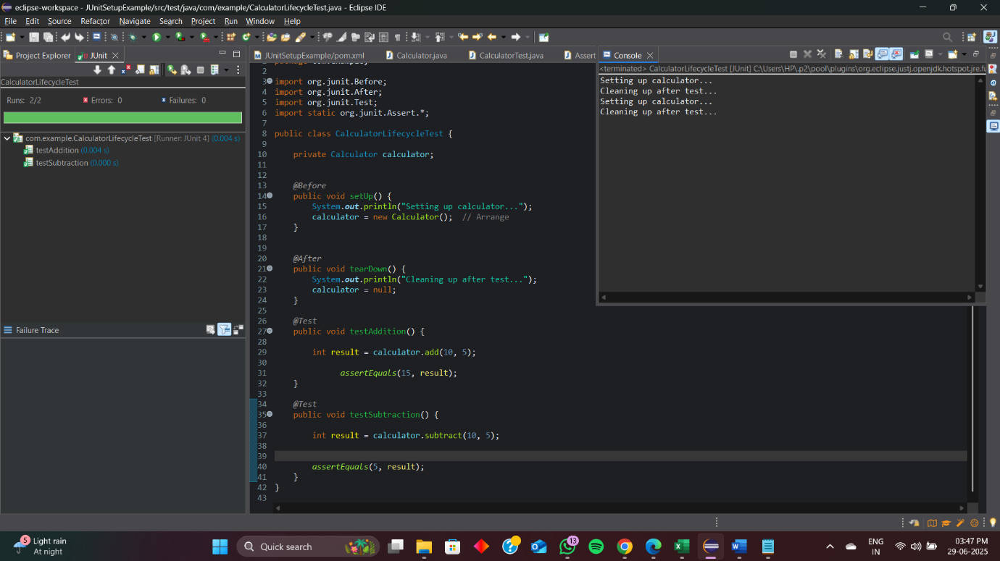 eclipse-workspace - JUnitSetupExample/src/test/java/com/example/CalculatorLifecycleTest.java - Eclipse IDE
File Edit Source Refactor Navigate Search Project Run Window Help
Project Explorer JUnit
CalculatorLifecycleTest
Runs: 2/2 Errors: 0 Failures: 0
com.example.CalculatorLifecycleTest [Runner: JUnit 4] (0.004 s)
testAddition (0.004 s)
testSubtraction (0.000 s)
Failure Trace
JUnitSetupExample/pom.xml Calculator.java CalculatorTest.java Assert
2
3 import org.junit.Before;
4 import org.junit.After;
5 import org.junit.Test;
6 import static org.junit.Assert.*;
7
8 public class CalculatorLifecycleTest {
9
10 private Calculator calculator;
11
12
13 @Before
14 public void setUp() {
15 System.out.println("Setting up calculator...");
16 calculator = new Calculator(); // Arrange
17 }
18
19
20 @After
21 public void tearDown() {
22 System.out.println("Cleaning up after test...");
23 calculator = null;
24 }
25
26 @Test
27 public void testAddition() {
28
29 int result = calculator.add(10, 5);
30
31 assertEquals(15, result);
32 }
33
34 @Test
35 public void testSubtraction() {
36
37 int result = calculator.subtract(10, 5);
38
39
40 assertEquals(5, result);
41 }
42 }
43
Console
<terminated> CalculatorLifecycleTest [JUnit] C:\Users\HP\.p2\pool\plugins\org.eclipse.justj.openjdk.hotspot.jre.fu
Setting up calculator...
Cleaning up after test...
Setting up calculator...
Cleaning up after test...
5
Light rain
At night
Quick search
13
ENG
IN
03:47 PM
29-06-2025